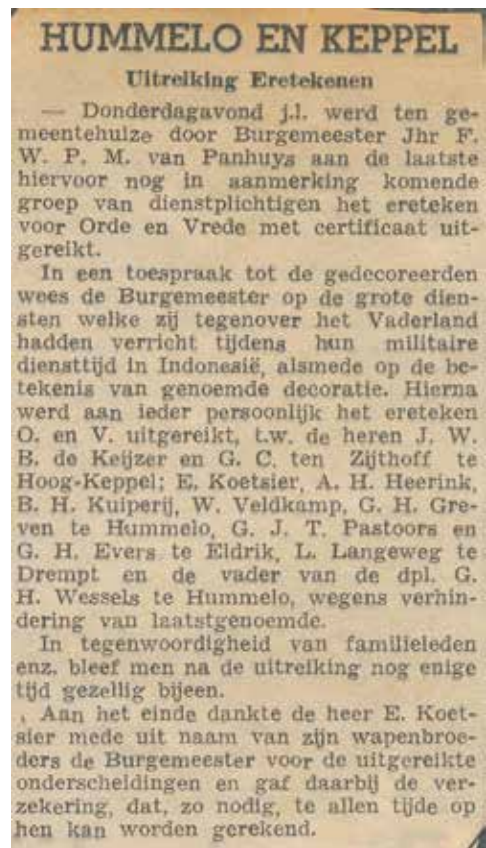 HUMMELO EN KEPPEL
Uitreiking Eretekenen
— Donderdagavond j.l. werd ten ge-
meentehuize door Burgemeester Jhr F.
W. P. M. van Panhuys aan de laatste
hiervoor nog in aanmerking komende
groep van dienstplichtigen het ereteken
voor Orde en Vrede met certificaat uit-
gereikt.
In een toespraak tot de gedecoreerden
wees de Burgemeester op de grote dien-
sten welke zij tegenover het Vaderland
hadden verricht tijdens hun militaire
diensttijd in Indonesië, alsmede op de be-
tekenis van genoemde decoratie. Hierna
werd aan ieder persoonlijk het ereteken
O. en V. uitgereikt, t.w. de heren J. W.
B. de Keijzer en G. C. ten Zijthoff te
Hoog-Keppel; E. Koetsier, A. H. Heerink,
B. H. Kuiperij, W. Veldkamp, G. H. Gre-
ven te Hummelo, G. J. T. Pastoors en
G. H. Evers te Eldrik, L. Langeweg te
Drempt en de vader van de dpl. G.
H. Wessels te Hummelo, wegens verhin-
dering van laatstgenoemde.
In tegenwoordigheid van familieleden
enz. bleef men na de uitreiking nog enige
tijd gezellig bijeen.
Aan het einde dankte de heer E. Koet-
sier mede uit naam van zijn wapenbroe-
ders de Burgemeester voor de uitgereikte
onderscheidingen en gaf daarbij de ver-
zekering, dat, zo nodig, te allen tijde op
hen kan worden gerekend.